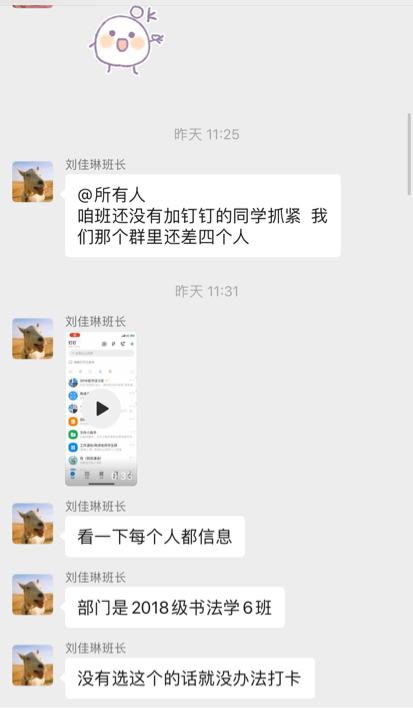 OK
昨天 11:25
刘佳琳班长
@所有人
咱班还没有加钉钉的同学抓紧 我
们那个群里还差四个人
昨天 11:31
刘佳琳班长
钉钉
刘佳琳班长
看一下每个人都信息
刘佳琳班长
部门是2018级书法学6班
刘佳琳班长
没有选这个的话就没办法打卡